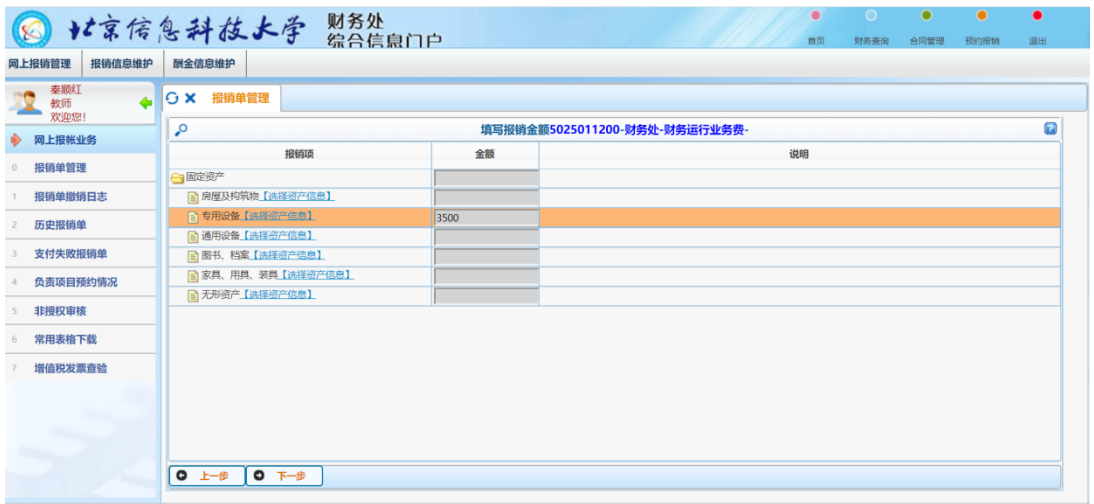 北京信息科技大学
财务处
综合信息门户
首页 财务查询 合同管理 预约报销 退出
网上报销管理 报销信息维护 酬金信息维护
秦顺红
教师
欢迎您!
报销单管理
网上报帐业务
0 报销单管理
1 报销单撤销日志
2 历史报销单
3 支付失败报销单
4 负责项目预约情况
5 非授权审核
6 常用表格下载
7 增值税发票查验
填写报销金额5025011200-财务处-财务运行业务费-
报销项 金额 说明
固定资产
房屋及构筑物【选择资产信息】
专用设备【选择资产信息】 3500
通用设备【选择资产信息】
图书、档案【选择资产信息】
家具、用具、装具【选择资产信息】
无形资产【选择资产信息】
上一步 下一步